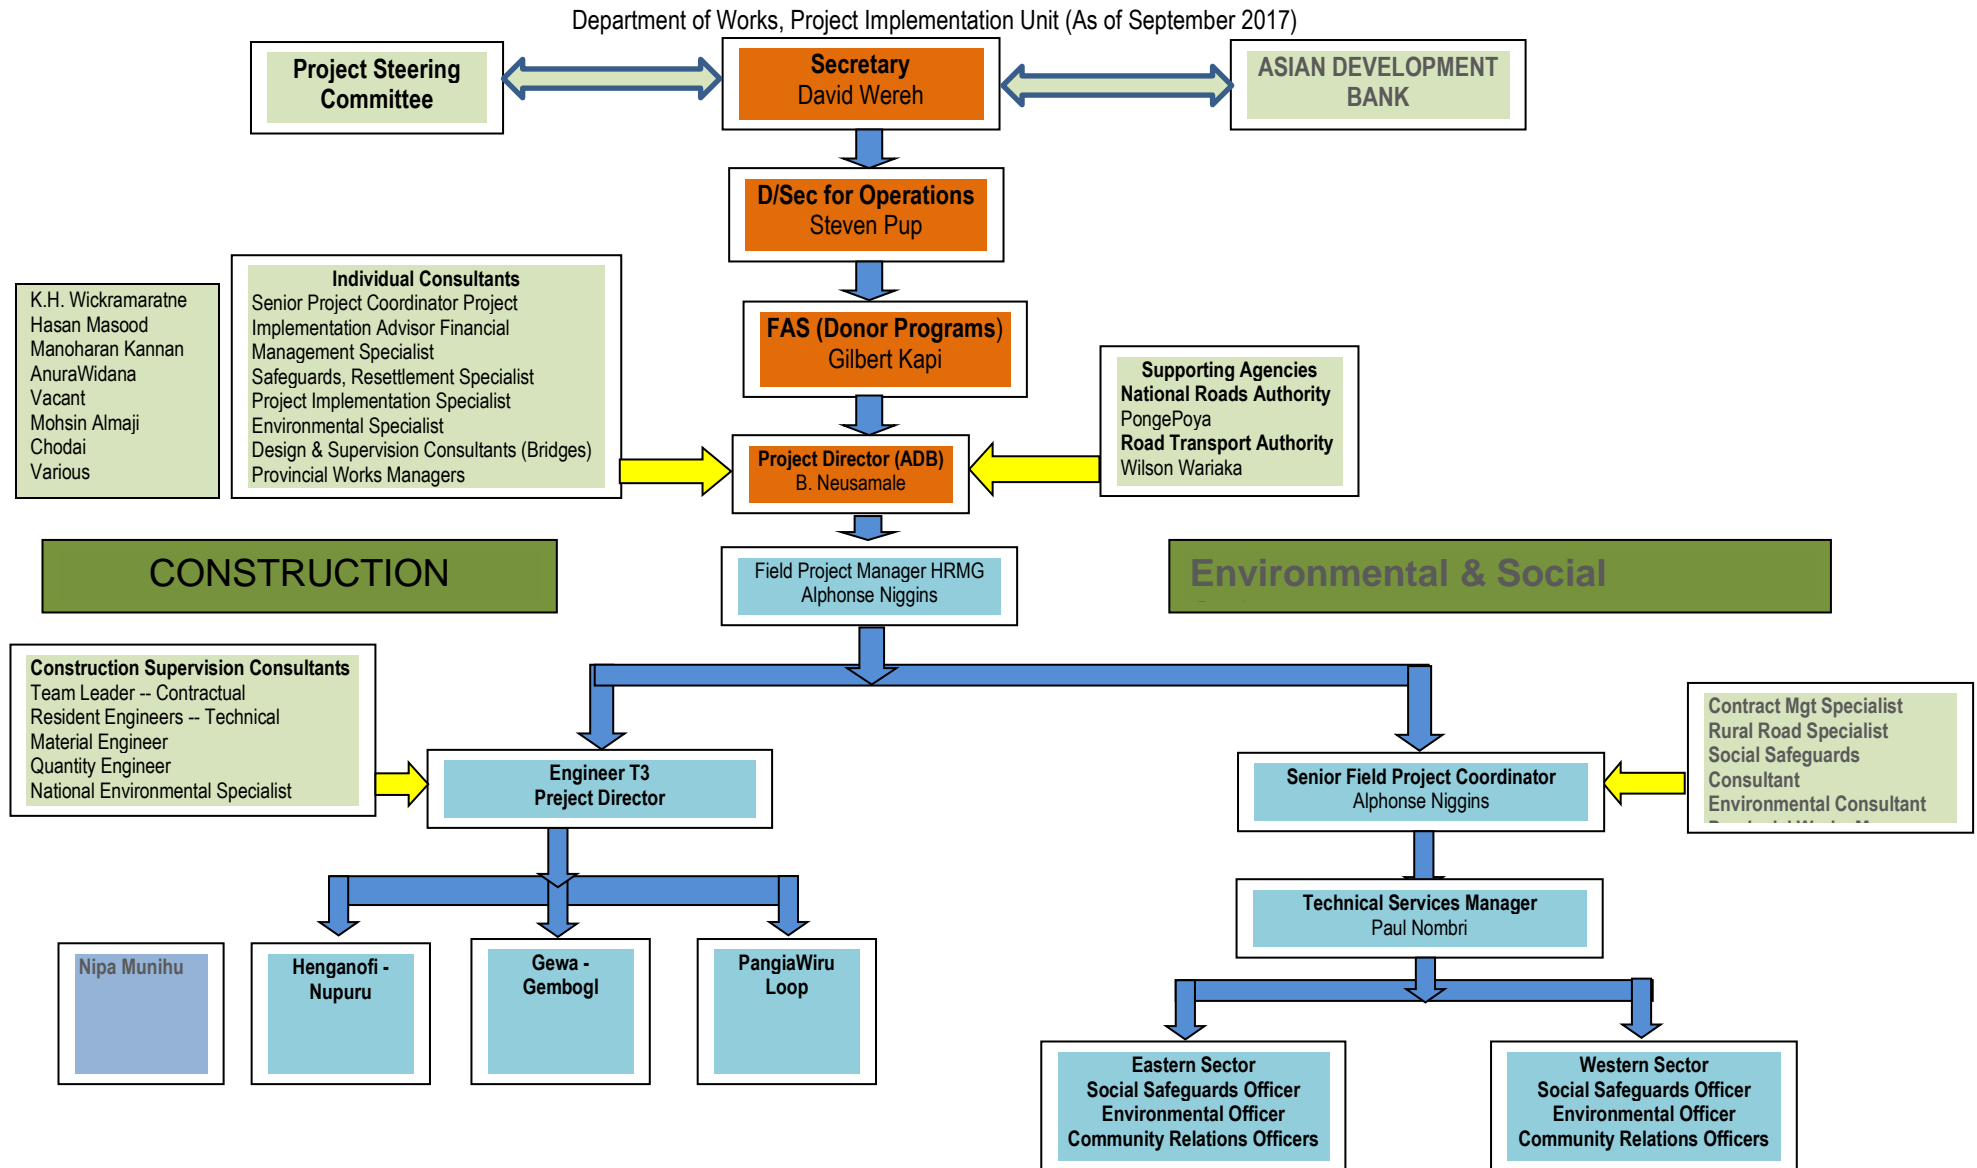 Department of Works, Project Implementation Unit (As of September 2017)
Project Steering
Committee
Secretary
David Wereh
ASIAN DEVELOPMENT
BANK
D/Sec for Operations
Steven Pup
K.H. Wickramaratne
Hasan Masood
Manoharan Kannan
AnuraWidana
Vacant
Mohsin Almaji
Chodai
Various
Individual Consultants
Senior Project Coordinator Project
Implementation Advisor Financial
Management Specialist
Safeguards, Resettlement Specialist
Project Implementation Specialist
Environmental Specialist
Design & Supervision Consultants (Bridges)
Provincial Works Managers
FAS (Donor Programs)
Gilbert Kapi
Supporting Agencies
National Roads Authority
PongePoya
Road Transport Authority
Wilson Wariaka
Project Director (ADB)
B. Neusamale
CONSTRUCTION
Field Project Manager HRMG
Alphonse Niggins
Environmental & Social
Construction Supervision Consultants
Team Leader -- Contractual
Resident Engineers -- Technical
Material Engineer
Quantity Engineer
National Environmental Specialist
Engineer T3
Preject Director
Senior Field Project Coordinator
Alphonse Niggins
Contract Mgt Specialist
Rural Road Specialist
Social Safeguards
Consultant
Environmental Consultant
Technical Services Manager
Paul Nombri
Nipa Munihu
Henganofi -
Nupuru
Gewa -
Gembogl
PangiaWiru
Loop
Eastern Sector
Social Safeguards Officer
Environmental Officer
Community Relations Officers
Western Sector
Social Safeguards Officer
Environmental Officer
Community Relations Officers